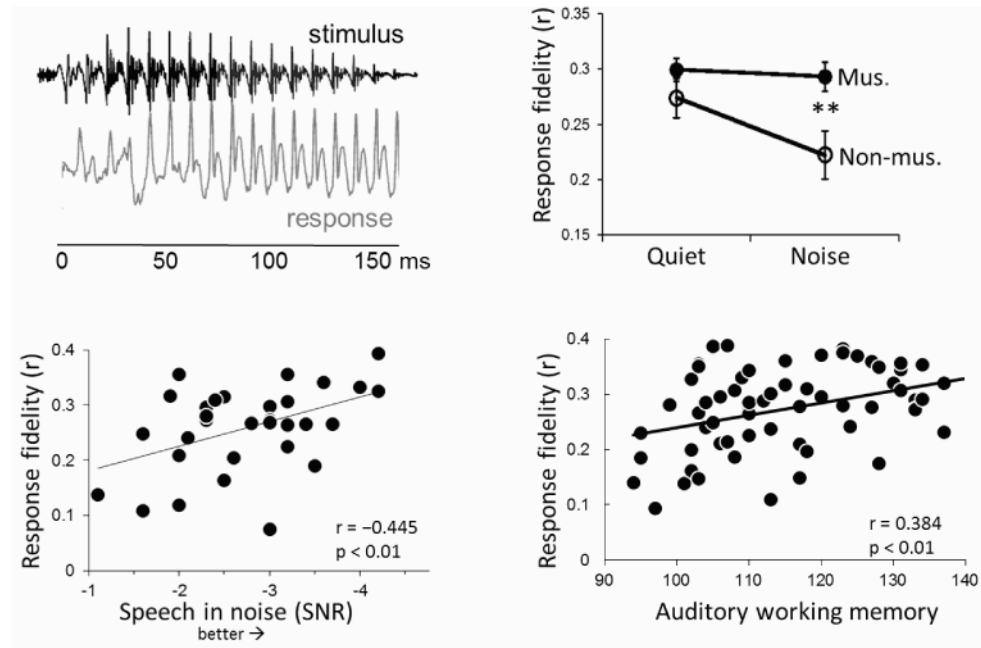 stimulus
response
0 50 100 150 ms
Response fidelity (r)
0.35
0.3
0.25
0.2
0.15
Mus.
**
Non-mus.
Quiet Noise
Response fidelity (r)
0.4
0.3
0.2
0.1
0
r = −0.445
p < 0.01
-1 -2 -3 -4
Speech in noise (SNR)
better →
Response fidelity (r)
0.4
0.3
0.2
0.1
0
r = 0.384
p < 0.01
90 100 110 120 130 140
Auditory working memory